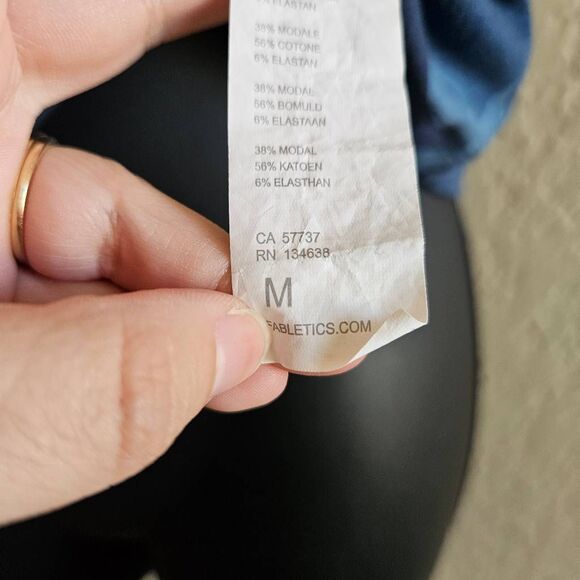 ELASTAN
38% MODALE
56% COTONE
6% ELASTAN
38% MODAL
56% BOMULD
6% ELASTAAN
38% MODAL
56% KATOEN
6% ELASTHAN
CA 57737
RN 134638
M
FABLETICS.COM